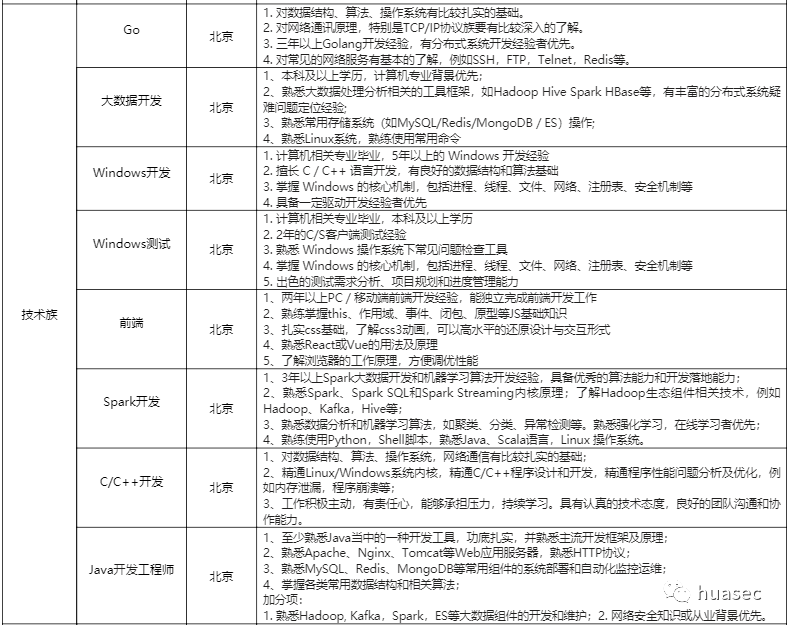 技术族
Go
北京
1. 对数据结构、算法、操作系统有比较扎实的基础。
2. 对网络通讯原理，特别是TCP/IP协议族要有比较深入的了解。
3. 三年以上Golang开发经验，有分布式系统开发经验者优先。
4. 对常见的网络服务有基本的了解，例如SSH，FTP，Telnet，Redis等。
大数据开发
北京
1、本科及以上学历，计算机专业背景优先；
2、熟悉大数据处理分析相关的工具框架，如Hadoop Hive Spark HBase等，有丰富的分布式系统疑
难问题定位经验;
3、熟悉常用存储系统（如MySQL/Redis/MongoDB / ES）操作;
4、熟悉Linux系统，熟练使用常用命令
Windows开发
北京
1. 计算机相关专业毕业，5年以上的 Windows 开发经验
2. 擅长 C / C++ 语言开发，有良好的数据结构和算法基础
3. 掌握 Windows 的核心机制，包括进程、线程、文件、网络、注册表、安全机制等
4. 具备一定驱动开发经验者优先
Windows测试
北京
1. 计算机相关专业毕业，本科及以上学历
2. 2年的C/S客户端测试经验
3. 熟悉 Windows 操作系统下常见问题检查工具
4. 掌握 Windows 的核心机制，包括进程、线程、文件、网络、注册表、安全机制等
5. 出色的测试需求分析、项目规划和进度管理能力
前端
北京
1、两年以上PC / 移动端前端开发经验，能独立完成前端开发工作
2、熟练掌握this、作用域、事件、闭包、原型等JS基础知识
3、扎实css基础，了解css3动画，可以高水平的还原设计与交互形式
4、熟悉React或Vue的用法及原理
5、了解浏览器的工作原理，方便调优性能
Spark开发
北京
1、3年以上Spark大数据开发和机器学习算法开发经验，具备优秀的算法能力和开发落地能力；
2、熟悉Spark、Spark SQL和Spark Streaming内核原理；了解Hadoop生态组件相关技术，例如
Hadoop、Kafka，Hive等；
3、熟悉数据分析和机器学习算法，如聚类、分类、异常检测等。熟悉强化学习，在线学习者优先；
4、熟练使用Python，Shell脚本，熟悉Java、Scala语言，Linux 操作系统。
C/C++开发
北京
1、对数据结构、算法、操作系统，网络通信有比较扎实的基础；
2、精通Linux/Windows系统内核，精通C/C++程序设计和开发，精通程序性能问题分析及优化，例
如内存泄漏，程序崩溃等；
3、工作积极主动，有责任心，能够承担压力，持续学习。具有认真的技术态度，良好的团队沟通和协
作能力。
Java开发工程师
北京
1、至少熟悉Java当中的一种开发工具，功底扎实，并熟悉主流开发框架及原理；
2、熟悉Apache、Nginx、Tomcat等Web应用服务器，熟悉HTTP协议；
3、熟悉MySQL、Redis、MongoDB等常用组件的系统部署和自动化监控运维；
4、掌握各类常用数据结构和相关算法；
加分项：
1. 熟悉Hadoop, Kafka，Spark，ES等大数据组件的开发和维护；2. 网络安全知识或从业背景优先。
huasec